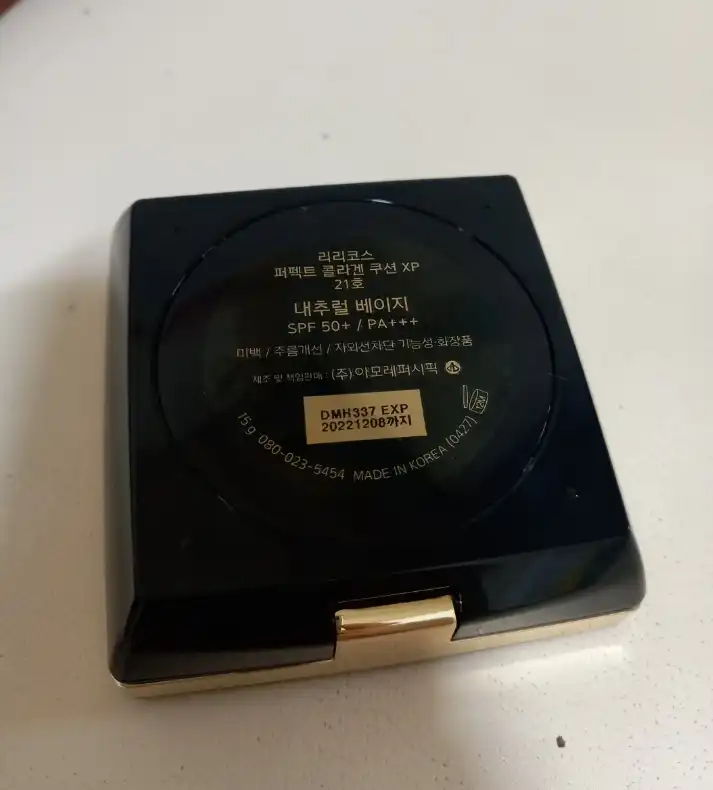 리리코스
퍼펙트 콜라겐 쿠션 XP
21호
내추럴 베이지
SPF 50+ / PA+++
미백 / 주름개선 / 자외선차단 기능성 화장품
제조 및 책임판매 : (주)아모레퍼시픽
DMH337 EXP
20221208까지
15g 080-023-5454 MADE IN KOREA (0427)
12M